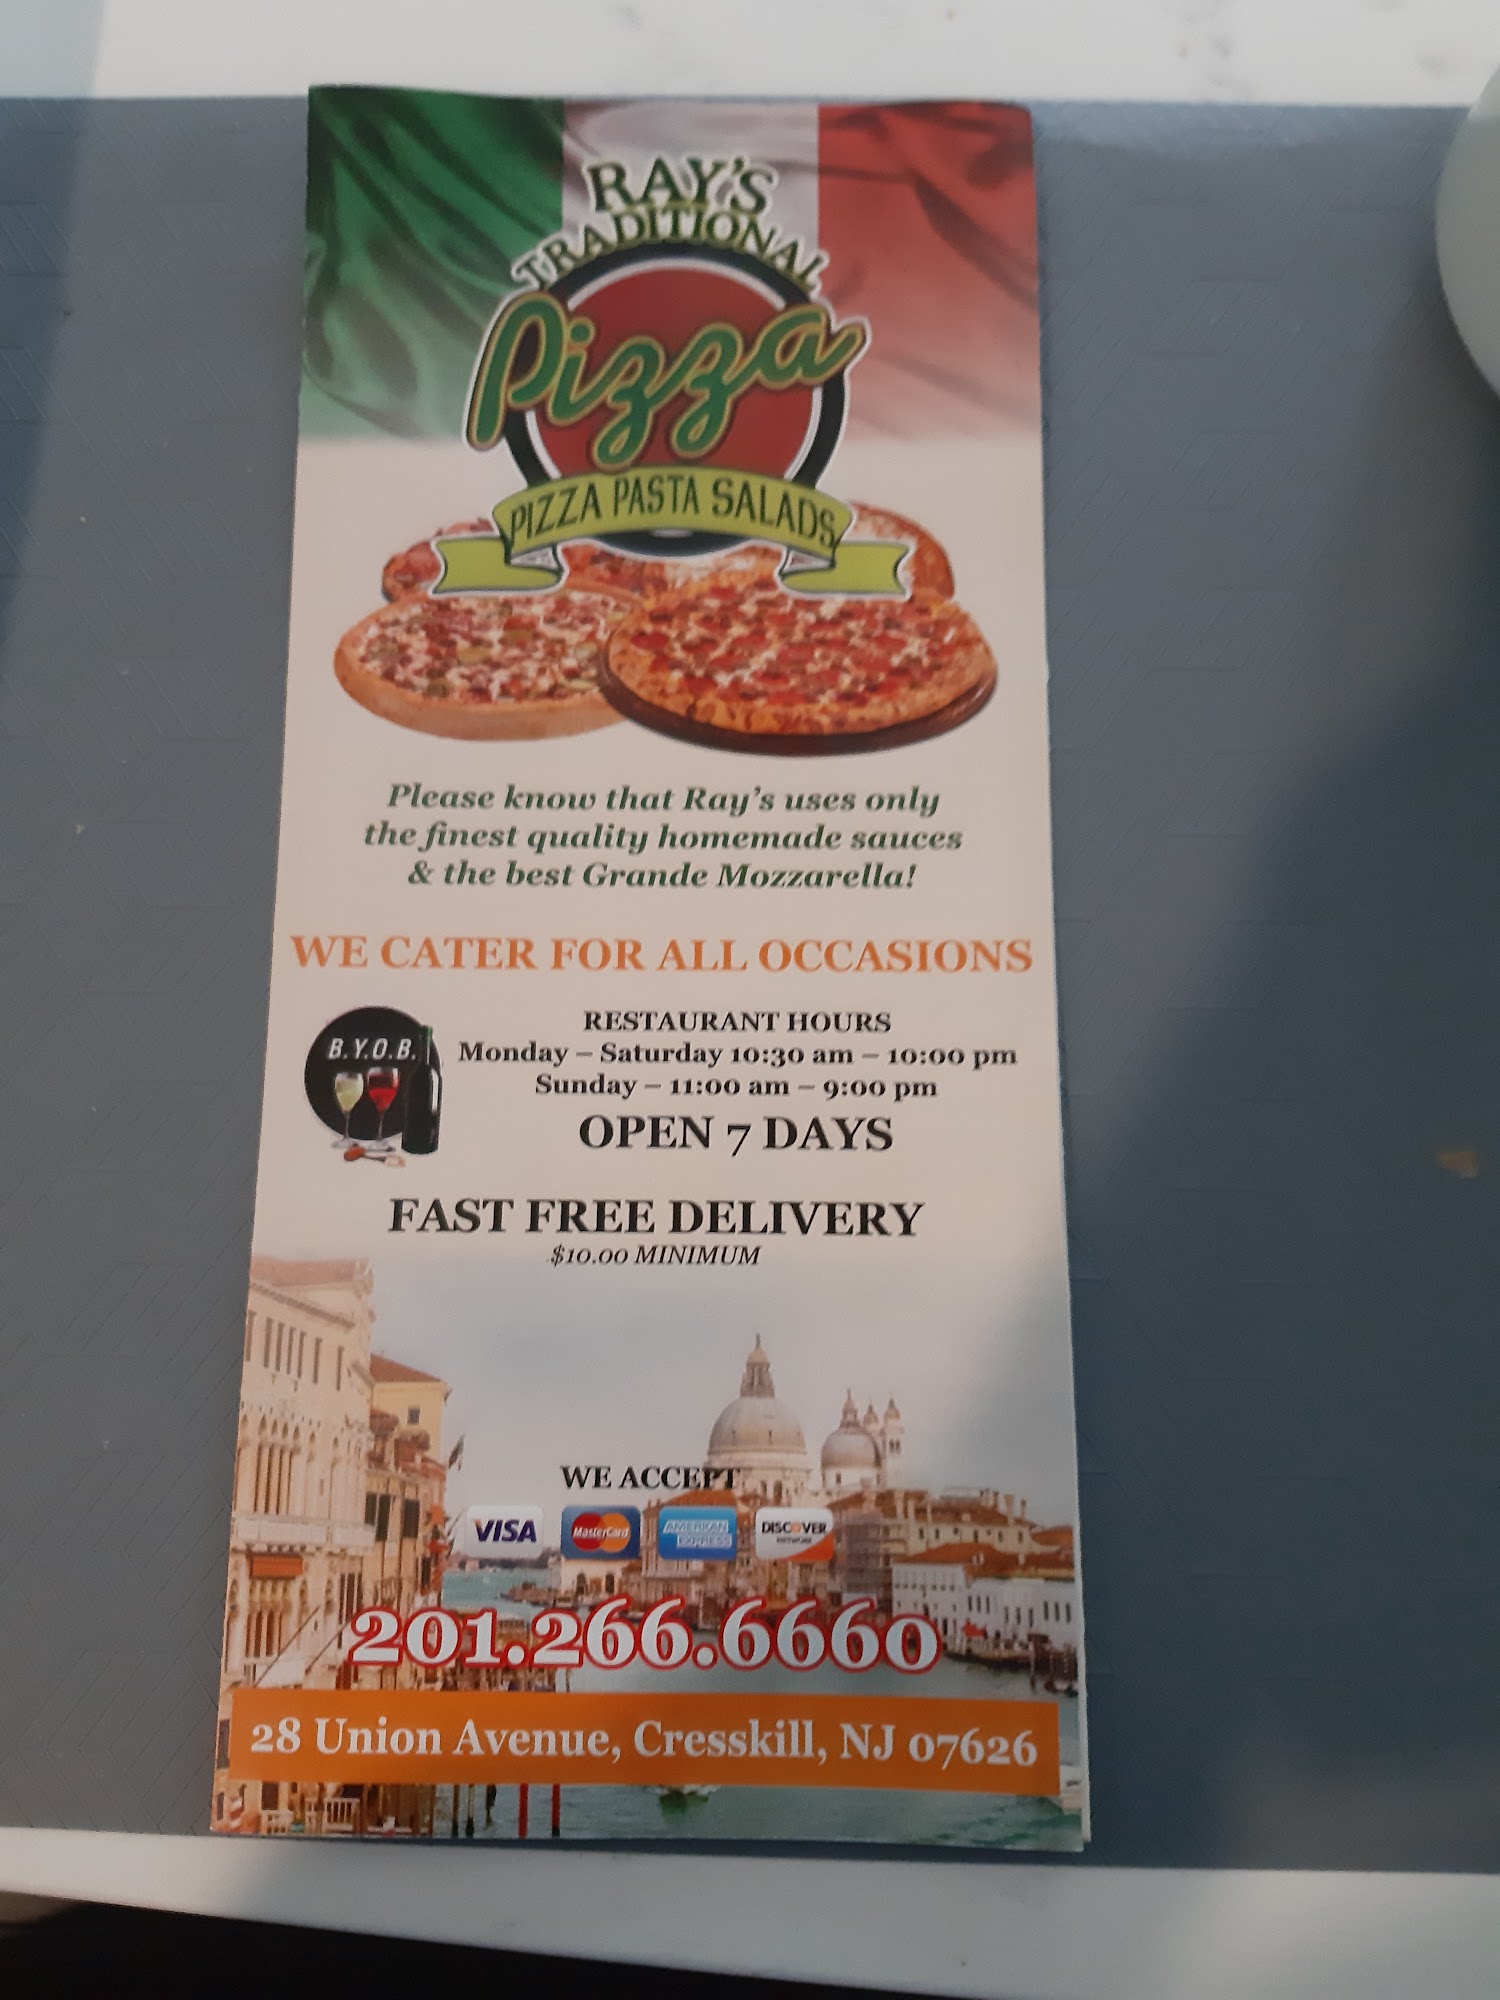 RAY'S
TRADITIONAL
Pizza
PIZZA PASTA SALADS
Please know that Ray's uses only
the finest quality homemade sauces
& the best Grande Mozzarella!
WE CATER FOR ALL OCCASIONS
B.Y.O.B.
RESTAURANT HOURS
Monday – Saturday 10:30 am – 10:00 pm
Sunday – 11:00 am – 9:00 pm
OPEN 7 DAYS
FAST FREE DELIVERY
$10.00 MINIMUM
WE ACCEPT
VISA MasterCard AMERICAN EXPRESS DISCOVER NETWORK
201.266.6660
28 Union Avenue, Cresskill, NJ 07626